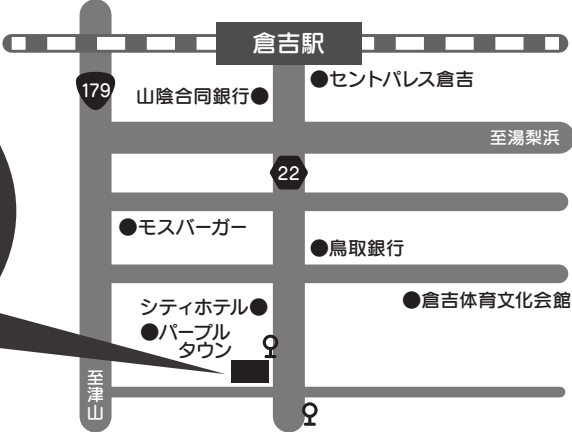 倉吉駅
●セントパレス倉吉
179
山陰合同銀行●
至湯梨浜
22
●モスバーガー
●鳥取銀行
シティホテル●
●倉吉体育文化会館
●パープル
タウン
至津山